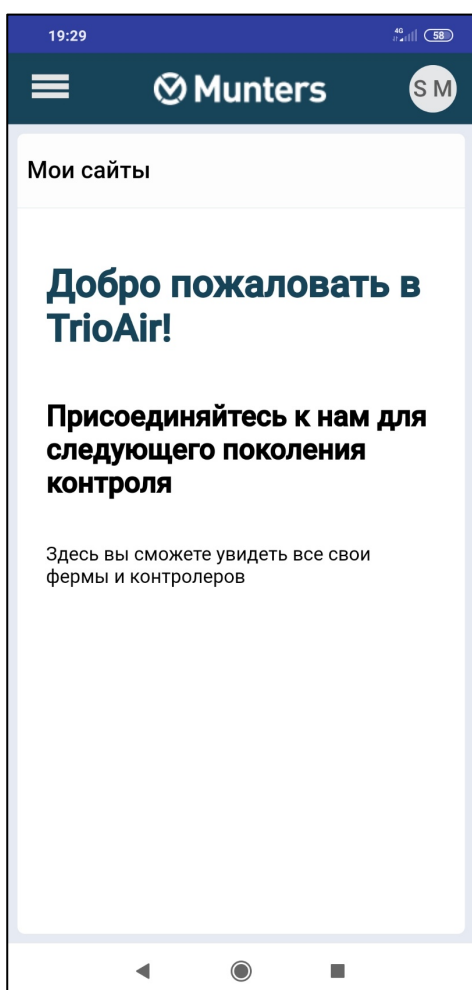 19:29
4G
58
Munters
S M
Мои сайты
Добро пожаловать в
TrioAir!
Присоединяйтесь к нам для
следующего поколения
контроля
Здесь вы сможете увидеть все свои
фермы и контролеров